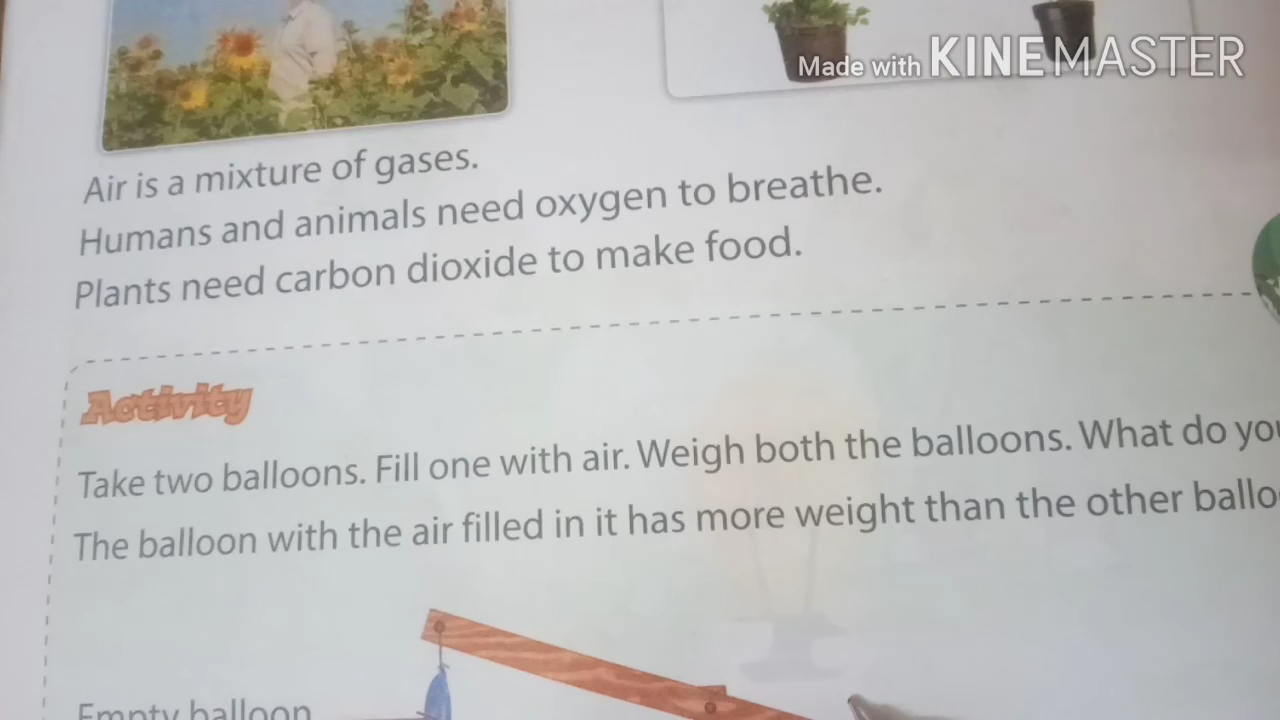 Made with KINEMASTER
Air is a mixture of gases.
Humans and animals need oxygen to breathe.
Plants need carbon dioxide to make food.
Activity
Take two balloons. Fill one with air. Weigh both the balloons. What do
The balloon with the air filled in it has more weight than the other
Empty balloon